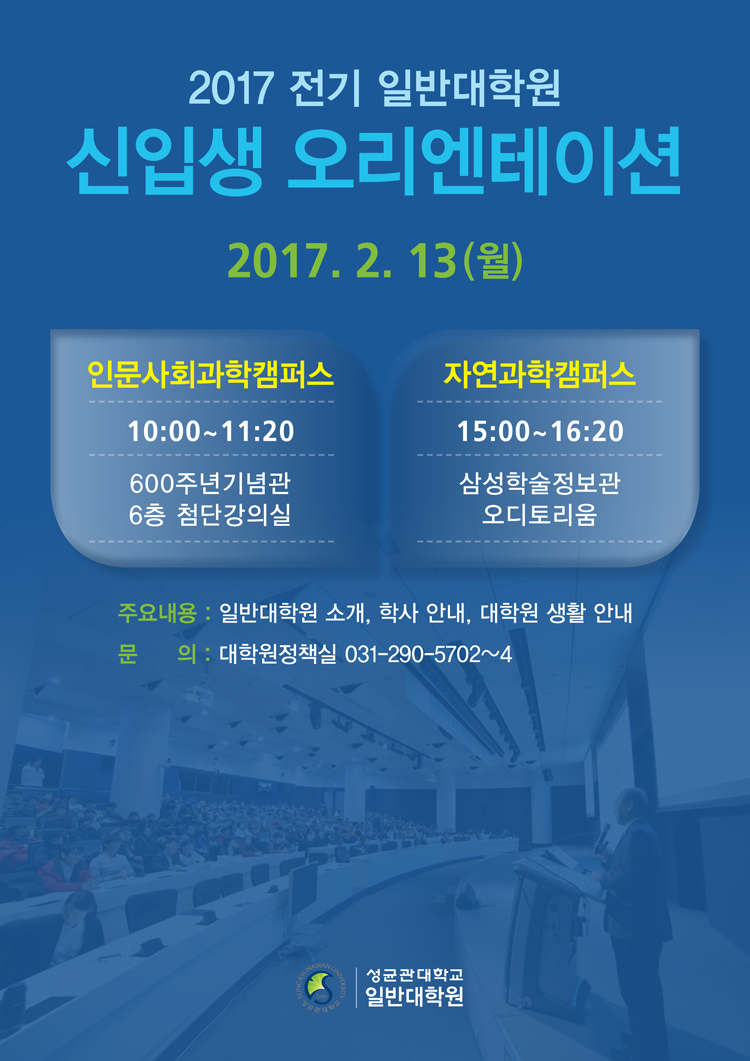 2017 전기 일반대학원
신입생 오리엔테이션
2017. 2. 13(월)
인문사회과학캠퍼스
10:00~11:20
600주년기념관
6층 첨단강의실
자연과학캠퍼스
15:00~16:20
삼성학술정보관
오디토리움
주요내용 : 일반대학원 소개, 학사 안내, 대학원 생활 안내
문 의 : 대학원정책실 031-290-5702~4
성균관대학교
일반대학원